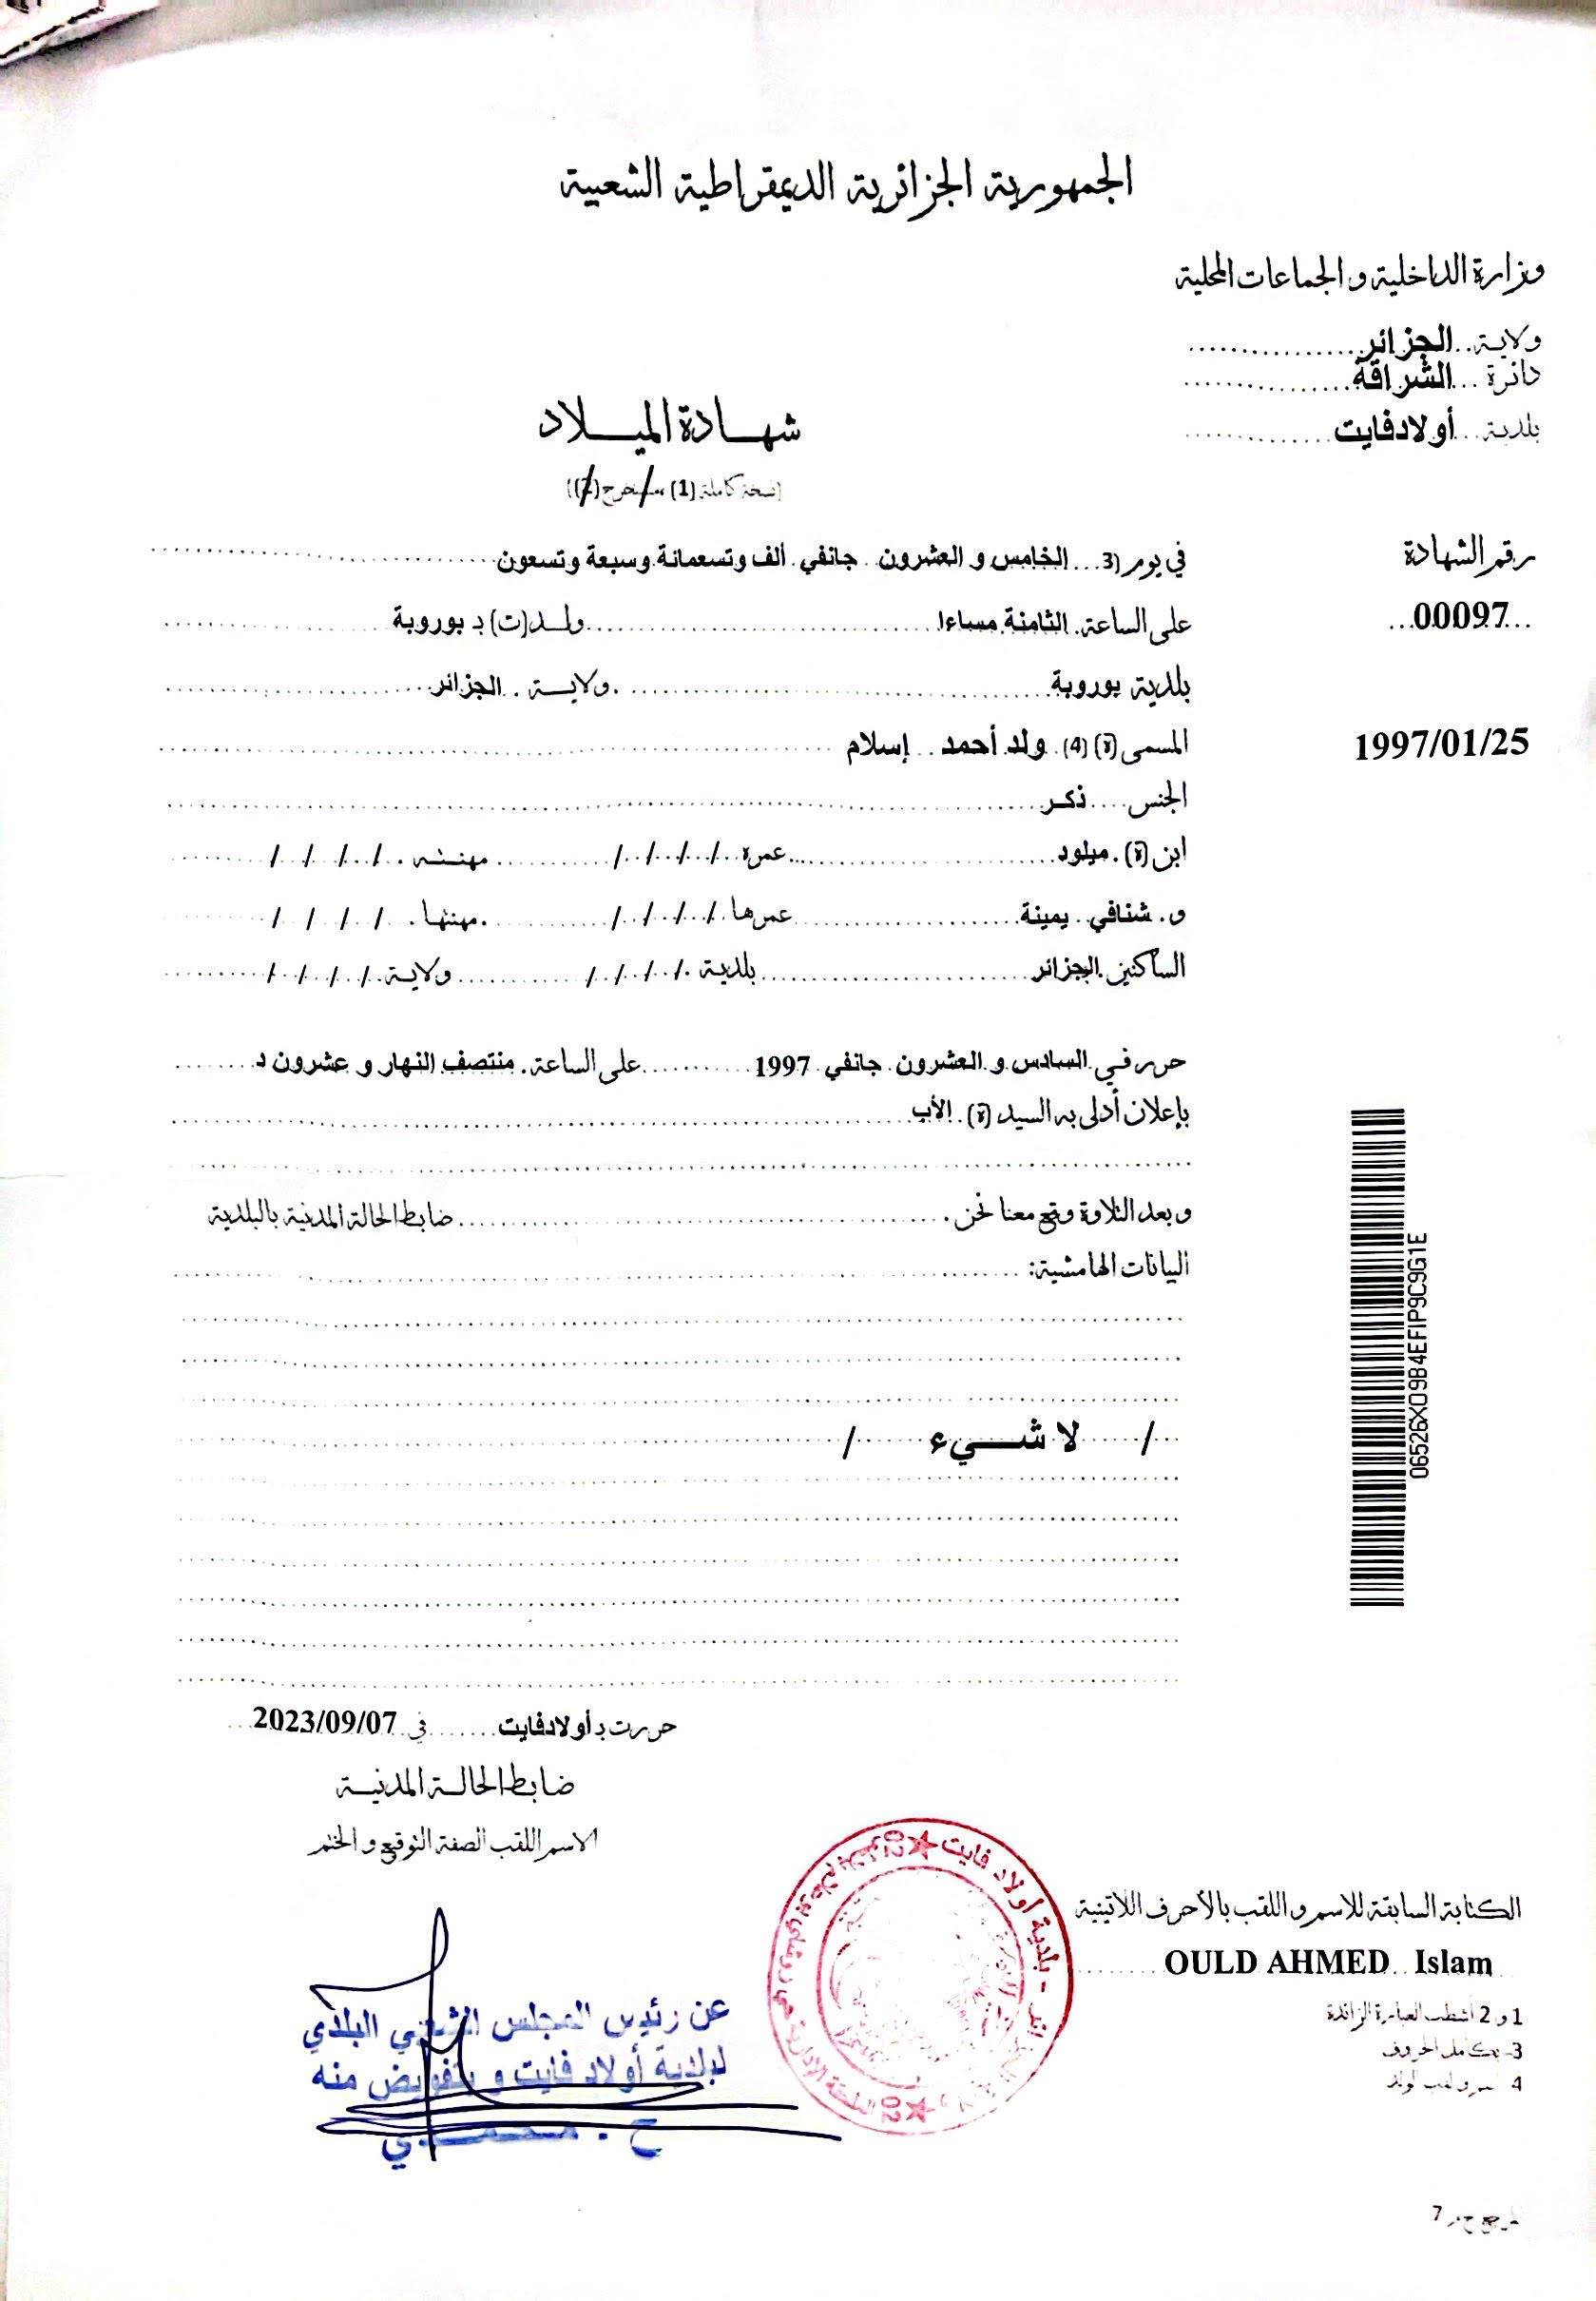 الجمهورية الجزائرية الديمقراطية الشعبية
وزارة الداخلية و الجماعات المحلية
ولاية الجزائر
دائرة الشراقة
بلدية أولادفايت
شهادة الميلاد
(نسخة كاملة (1) ،مستخرج (2))
رقم الشهادة
00097
1997/01/25
في يوم (3 الخامس و العشرون جانفي ألف وتسعمائة وسبعة وتسعون
على الساعة الثامنة مساءا ولد(ت) بـ بوروبة
بلدية بوروبة ولاية الجزائر
المسمى (ة) (4) ولد أحمد إسلام
الجنس ذكر
ابن (ة) ميلود عمره / / / / مهنته / / / /
و شنافي يمينة عمرها / / / / مهنتها / / / /
الساكنين الجزائر بلدية / / / / ولاية / / / /
حرر في السادس و العشرون جانفي 1997 على الساعة منتصف النهار و عشرون د
بإعلان أدلى به السيد (ة) الأب
و بعد التلاوة وقع معنا نحن ضابط الحالة المدنية بالبلدية
البيانات الهامشية:
/ لا شيء /
06526X09B4EFIP9C9G1E
حررت بـ أولادفايت في 2023/09/07
ضابط الحالة المدنية
الاسم اللقب الصفة التوقيع و الختم
عن رئيس المجلس الشعبي البلدي
لبلدية أولاد فايت و بتفويض منه
بلدية أولاد فايت
02
الكتابة السابقة للاسم و اللقب بالأحرف اللاتينية
OULD AHMED Islam
1 و 2 أشطب العبارة الزائدة
3- بكامل الحروف
4 اسم و لقب الولد
المرجع ح.م 7